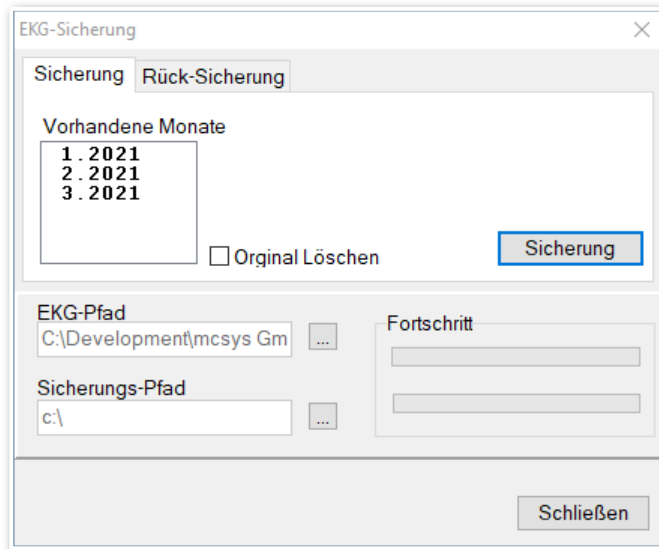 EKG-Sicherung
Sicherung
Rück-Sicherung
Vorhandene Monate
1.2021
2.2021
3.2021
Orginal Löschen
Sicherung
EKG-Pfad
C:\Development\mcsys Gm
...
Fortschritt
Sicherungs-Pfad
c:\
...
Schließen